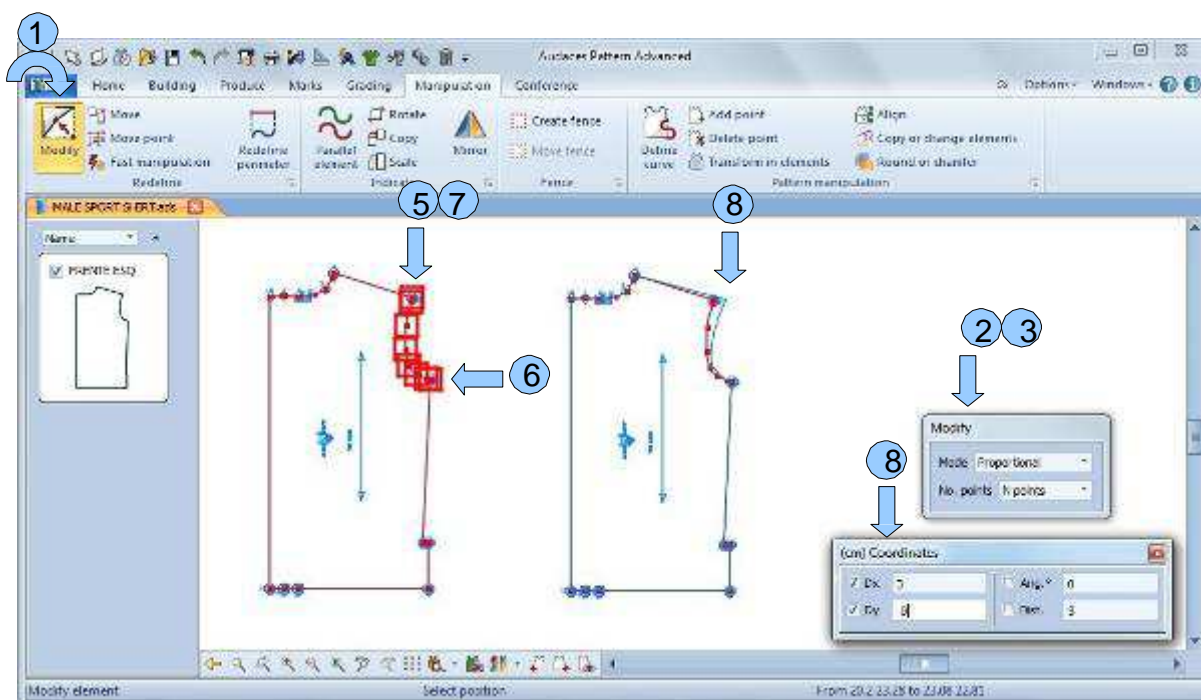 1
Audaces Pattern Advanced
Home Building Produce Marks Grading Manipulation Conference
Options Windows
Modify
Move
Move point
Fast manipulation
Redefine
perimeter
Redefine
Parallel
element
Rotate
Copy
Scale
Mirror
Create fence
Move fence
Fence
Define
curve
Add point
Delete point
Transform in elements
Align
Copy or change elements
Round or chamfer
Pattern manipulation
MALE SPORT SHIRT.ads
Name
FRENTE ESQ
5 7
8
6
2 3
Modify
Mode Proportional
No. points N points
8
(cm) Coordinates
Dx
Ang.° 0
Dy
Dist.
Modify element
Select position